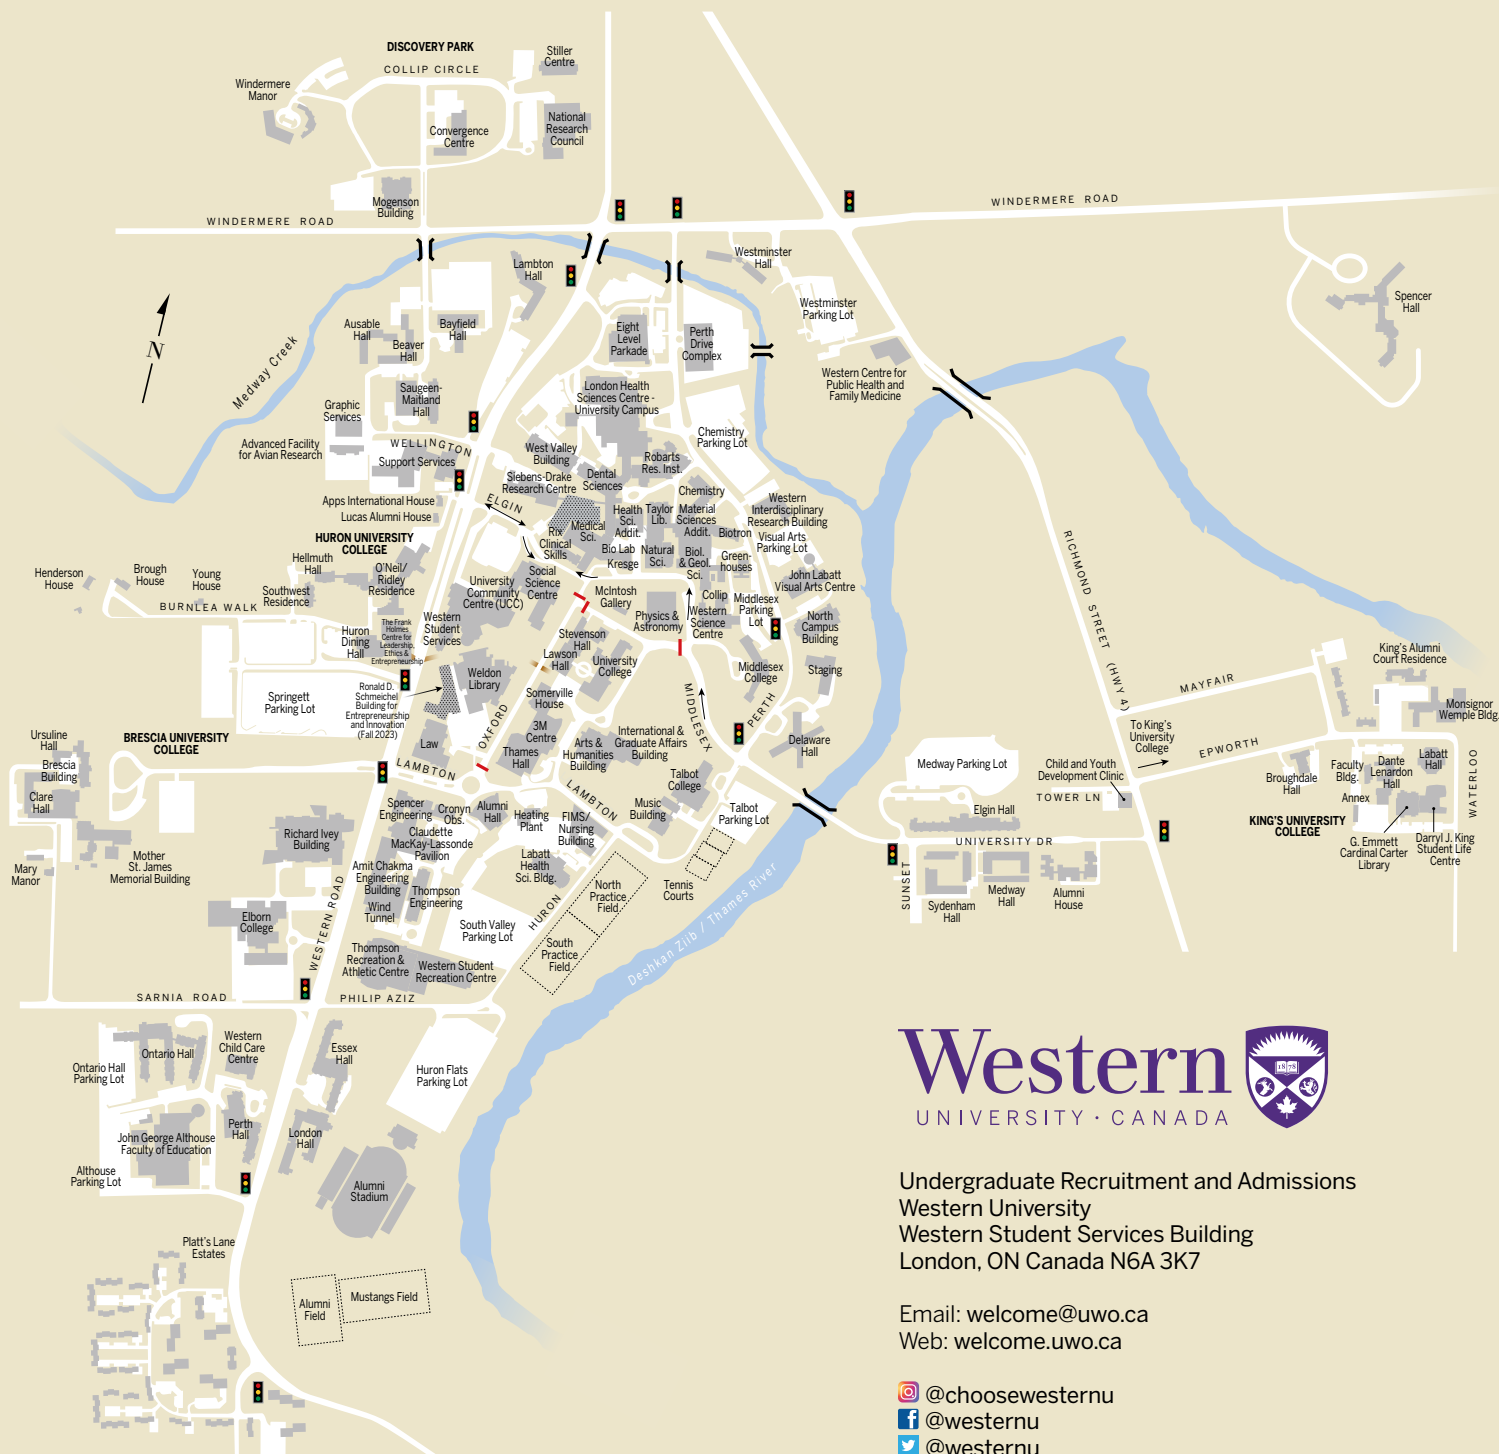 DISCOVERY PARK
COLLIP CIRCLE
Stiller
Centre
Windermere
Manor
Convergence
Centre
National
Research
Council
Mogenson
Building
WINDERMERE ROAD
WINDERMERE ROAD
Lambton
Hall
Westminster
Hall
Westminster
Parking Lot
Spencer
Hall
N
Medway Creek
Ausable
Hall
Beaver
Hall
Bayfield
Hall
Eight
Level
Parkade
Perth
Drive
Complex
Western Centre for
Public Health and
Family Medicine
Saugeen-
Maitland
Hall
Graphic
Services
London Health
Sciences Centre -
University Campus
Chemistry
Parking Lot
Advanced Facility
for Avian Research
WELLINGTON
Support Services
West Valley
Building
Siebens-Drake
Research Centre
Dental
Sciences
Robarts
Res. Inst.
Apps International House
Lucas Alumni House
ELGIN
Chemistry
Western
Interdisciplinary
Research Building
Health
Sci.
Addit.
Taylor
Lib.
Material
Sciences
Addit.
Medical
Sci.
Rix
Clinical
Skills
Biotron
Visual Arts
Parking Lot
Bio Lab
Kresge
Natural
Sci.
Biol.
& Geol.
Sci.
Green-
houses
HURON UNIVERSITY
COLLEGE
Hellmuth
Hall
O'Neil/
Ridley
Residence
Southwest
Residence
Henderson
House
Brough
House
Young
House
BURNLEA WALK
University
Community
Centre (UCC)
Social
Science
Centre
McIntosh
Gallery
Collip
John Labatt
Visual Arts Centre
Middlesex
Parking
Lot
Western
Science
Centre
Physics &
Astronomy
North
Campus
Building
Western
Student
Services
The Frank
Holmes
Centre for
Leadership,
Ethics &
Entrepreneurship
Huron
Dining
Hall
Stevenson
Hall
Lawson
Hall
University
College
Middlesex
College
Staging
RICHMOND STREET (HWY 4)
Weldon
Library
Springett
Parking Lot
Ronald D.
Schmeichel
Building for
Entrepreneurship
and Innovation
(Fall 2023)
Somerville
House
OXFORD
MIDDLESEX
PERTH
MAYFAIR
King's Alumni
Court Residence
Monsignor
Wemple Bldg.
Law
3M
Centre
Thames
Hall
Arts &
Humanities
Building
International &
Graduate Affairs
Building
Delaware
Hall
To King's
University
College
EPWORTH
BRESCIA UNIVERSITY
COLLEGE
Ursuline
Hall
Brescia
Building
Clare
Hall
Medway Parking Lot
Child and Youth
Development Clinic
TOWER LN
Broughdale
Hall
Faculty
Bldg.
Dante
Lenardon
Hall
Labatt
Hall
Annex
WATERLOO
LAMBTON
LAMBTON
Talbot
College
Talbot
Parking Lot
Spencer
Engineering
Cronyn
Obs.
Alumni
Hall
Heating
Plant
FIMS/
Nursing
Building
Music
Building
Elgin Hall
KING'S UNIVERSITY
COLLEGE
G. Emmett
Cardinal Carter
Library
Darryl J. King
Student Life
Centre
Richard Ivey
Building
Claudette
MacKay-Lassonde
Pavilion
UNIVERSITY DR
Mother
St. James
Memorial Building
Mary
Manor
Amit Chakma
Engineering
Building
Labatt
Health
Sci. Bldg.
Thompson
Engineering
Wind
Tunnel
North
Practice
Field
Tennis
Courts
SUNSET
Sydenham
Hall
Medway
Hall
Alumni
House
Elborn
College
WESTERN ROAD
South Valley
Parking Lot
HURON
South
Practice
Field
Deshkan Ziib / Thames River
Thompson
Recreation &
Athletic Centre
Western Student
Recreation Centre
SARNIA ROAD
PHILIP AZIZ
Ontario Hall
Western
Child Care
Centre
Essex
Hall
Ontario Hall
Parking Lot
Huron Flats
Parking Lot
John George Althouse
Faculty of Education
Perth
Hall
London
Hall
Althouse
Parking Lot
Alumni
Stadium
Platt's Lane
Estates
Alumni
Field
Mustangs Field
Western
1878
UNIVERSITY · CANADA
Undergraduate Recruitment and Admissions
Western University
Western Student Services Building
London, ON Canada N6A 3K7
Email: welcome@uwo.ca
Web: welcome.uwo.ca
@choosewesternu
@westernu
@westernu